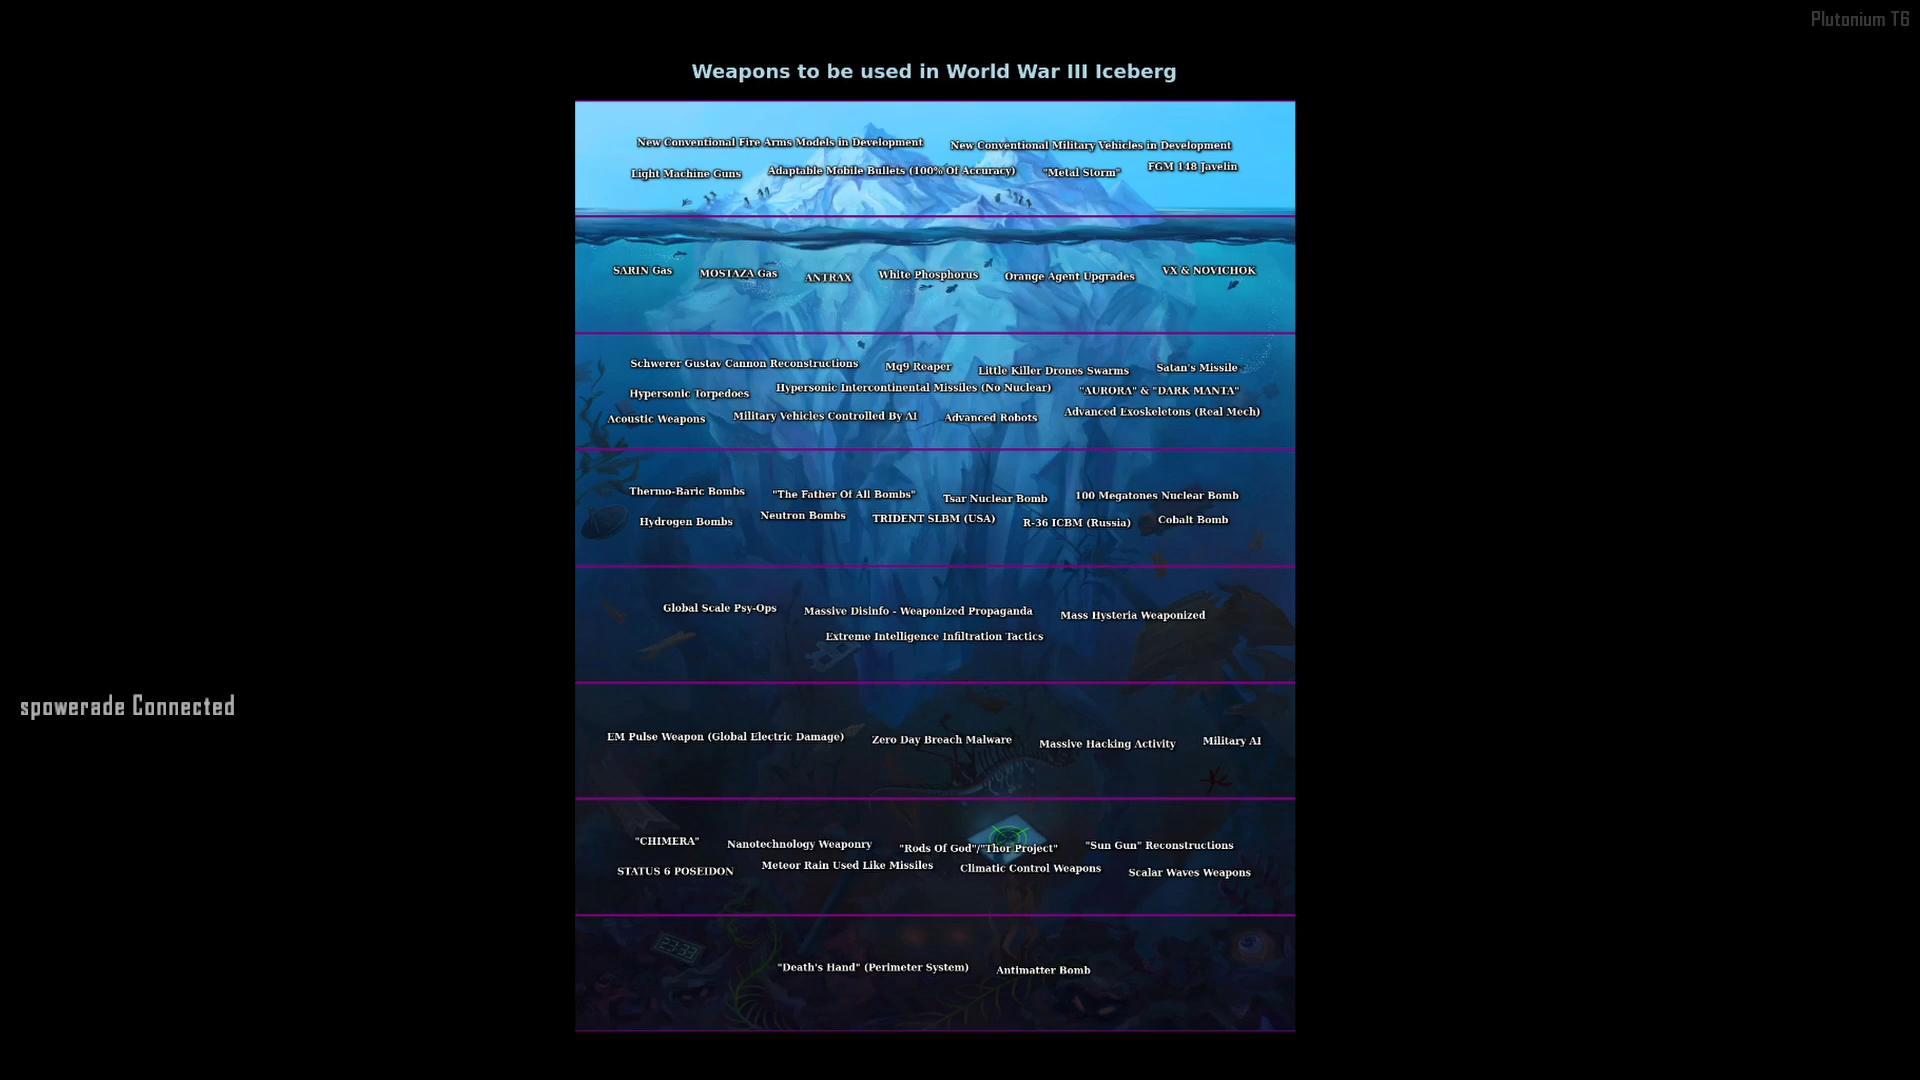 Plutonium T6
Weapons to be used in World War III Iceberg
New Conventional Fire Arms Models in Development
New Conventional Military Vehicles in Development
Light Machine Guns
Adaptable Mobile Bullets (100% Of Accuracy)
"Metal Storm"
FGM 148 Javelin
SARIN Gas
MOSTAZA Gas
ANTRAX
White Phosphorus
Orange Agent Upgrades
VX & NOVICHOK
Schwerer Gustav Cannon Reconstructions
Mq9 Reaper
Little Killer Drones Swarms
Satan's Missile
Hypersonic Torpedoes
Hypersonic Intercontinental Missiles (No Nuclear)
"AURORA" & "DARK MANTA"
Acoustic Weapons
Military Vehicles Controlled By AI
Advanced Robots
Advanced Exoskeletons (Real Mech)
Thermo-Baric Bombs
"The Father Of All Bombs"
Tsar Nuclear Bomb
100 Megatones Nuclear Bomb
Hydrogen Bombs
Neutron Bombs
TRIDENT SLBM (USA)
R-36 ICBM (Russia)
Cobalt Bomb
Global Scale Psy-Ops
Massive Disinfo - Weaponized Propaganda
Mass Hysteria Weaponized
Extreme Intelligence Infiltration Tactics
spowerade Connected
EM Pulse Weapon (Global Electric Damage)
Zero Day Breach Malware
Massive Hacking Activity
Military AI
"CHIMERA"
Nanotechnology Weaponry
"Rods Of God"/"Thor Project"
"Sun Gun" Reconstructions
STATUS 6 POSEIDON
Meteor Rain Used Like Missiles
Climatic Control Weapons
Scalar Waves Weapons
23:33
"Death's Hand" (Perimeter System)
Antimatter Bomb